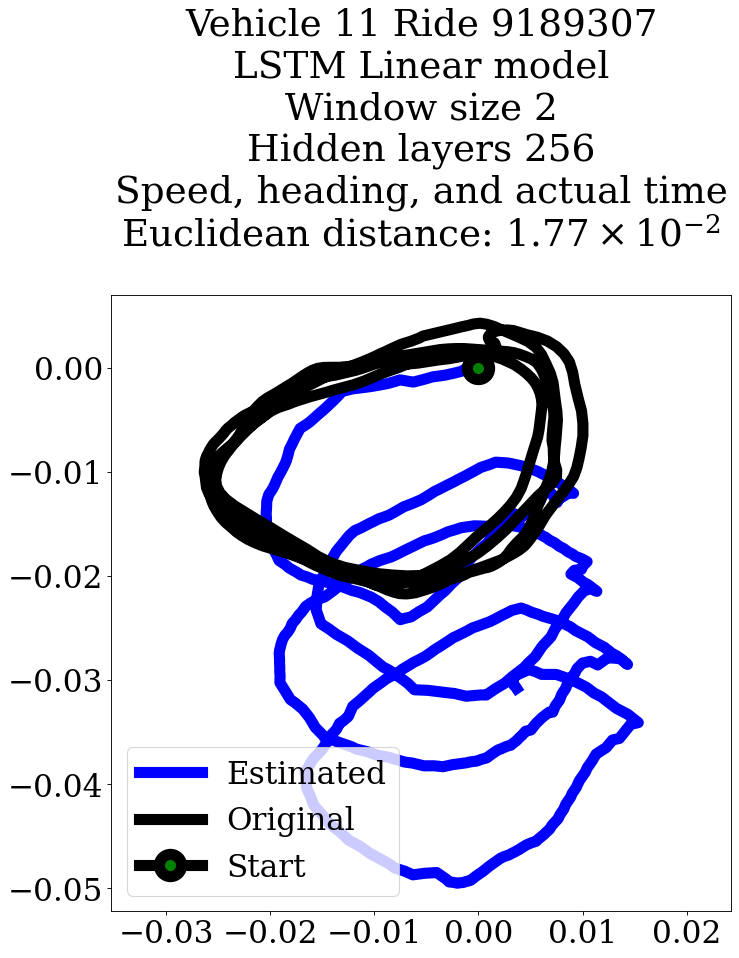 Vehicle 11 Ride 9189307
LSTM Linear model
Window size 2
Hidden layers 256
Speed, heading, and actual time
Euclidean distance: 1.77 × 10⁻²
0.00
−0.01
−0.02
−0.03
−0.04
−0.05
Estimated
Original
Start
−0.03 −0.02 −0.01 0.00 0.01 0.02